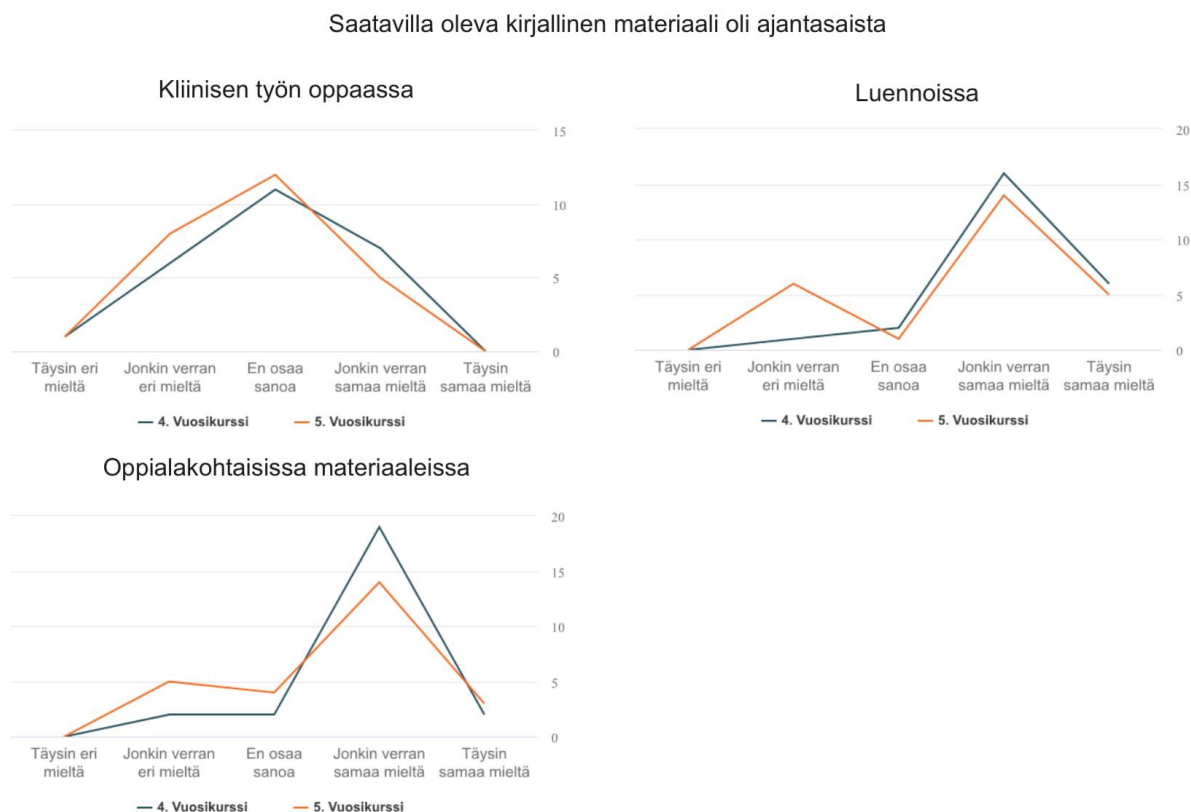 Saatavilla oleva kirjallinen materiaali oli ajantasaista
Kliinisen työn oppaassa
15
10
5
0
Täysin eri
mieltä
Jonkin verran
eri mieltä
En osaa
sanoa
Jonkin verran
samaa mieltä
Täysin
samaa mieltä
4. Vuosikurssi
5. Vuosikurssi
Luennoissa
20
15
10
5
0
Täysin eri
mieltä
Jonkin verran
eri mieltä
En osaa
sanoa
Jonkin verran
samaa mieltä
Täysin
samaa mieltä
4. Vuosikurssi
5. Vuosikurssi
Oppialakohtaisissa materiaaleissa
20
15
10
5
0
Täysin eri
mieltä
Jonkin verran
eri mieltä
En osaa
sanoa
Jonkin verran
samaa mieltä
Täysin
samaa mieltä
4. Vuosikurssi
5. Vuosikurssi